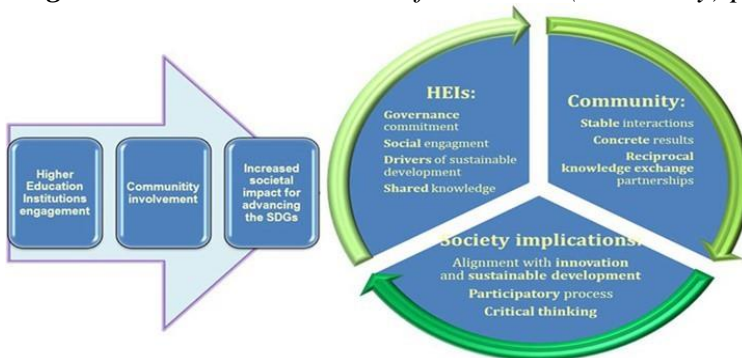 Higher
Education
Institutions
engagement
Communitity
involvement
Increased
societal
impact for
advancing
the SDGs
HEIs:
Governance
commitment
Social engagment
Drivers of sustainable
development
Shared knowledge
Community:
Stable interactions
Concrete results
Reciprocal
knowledge exchange
partnerships
Society implications:
Alignment with innovation
and sustainable development
Participatory process
Critical thinking